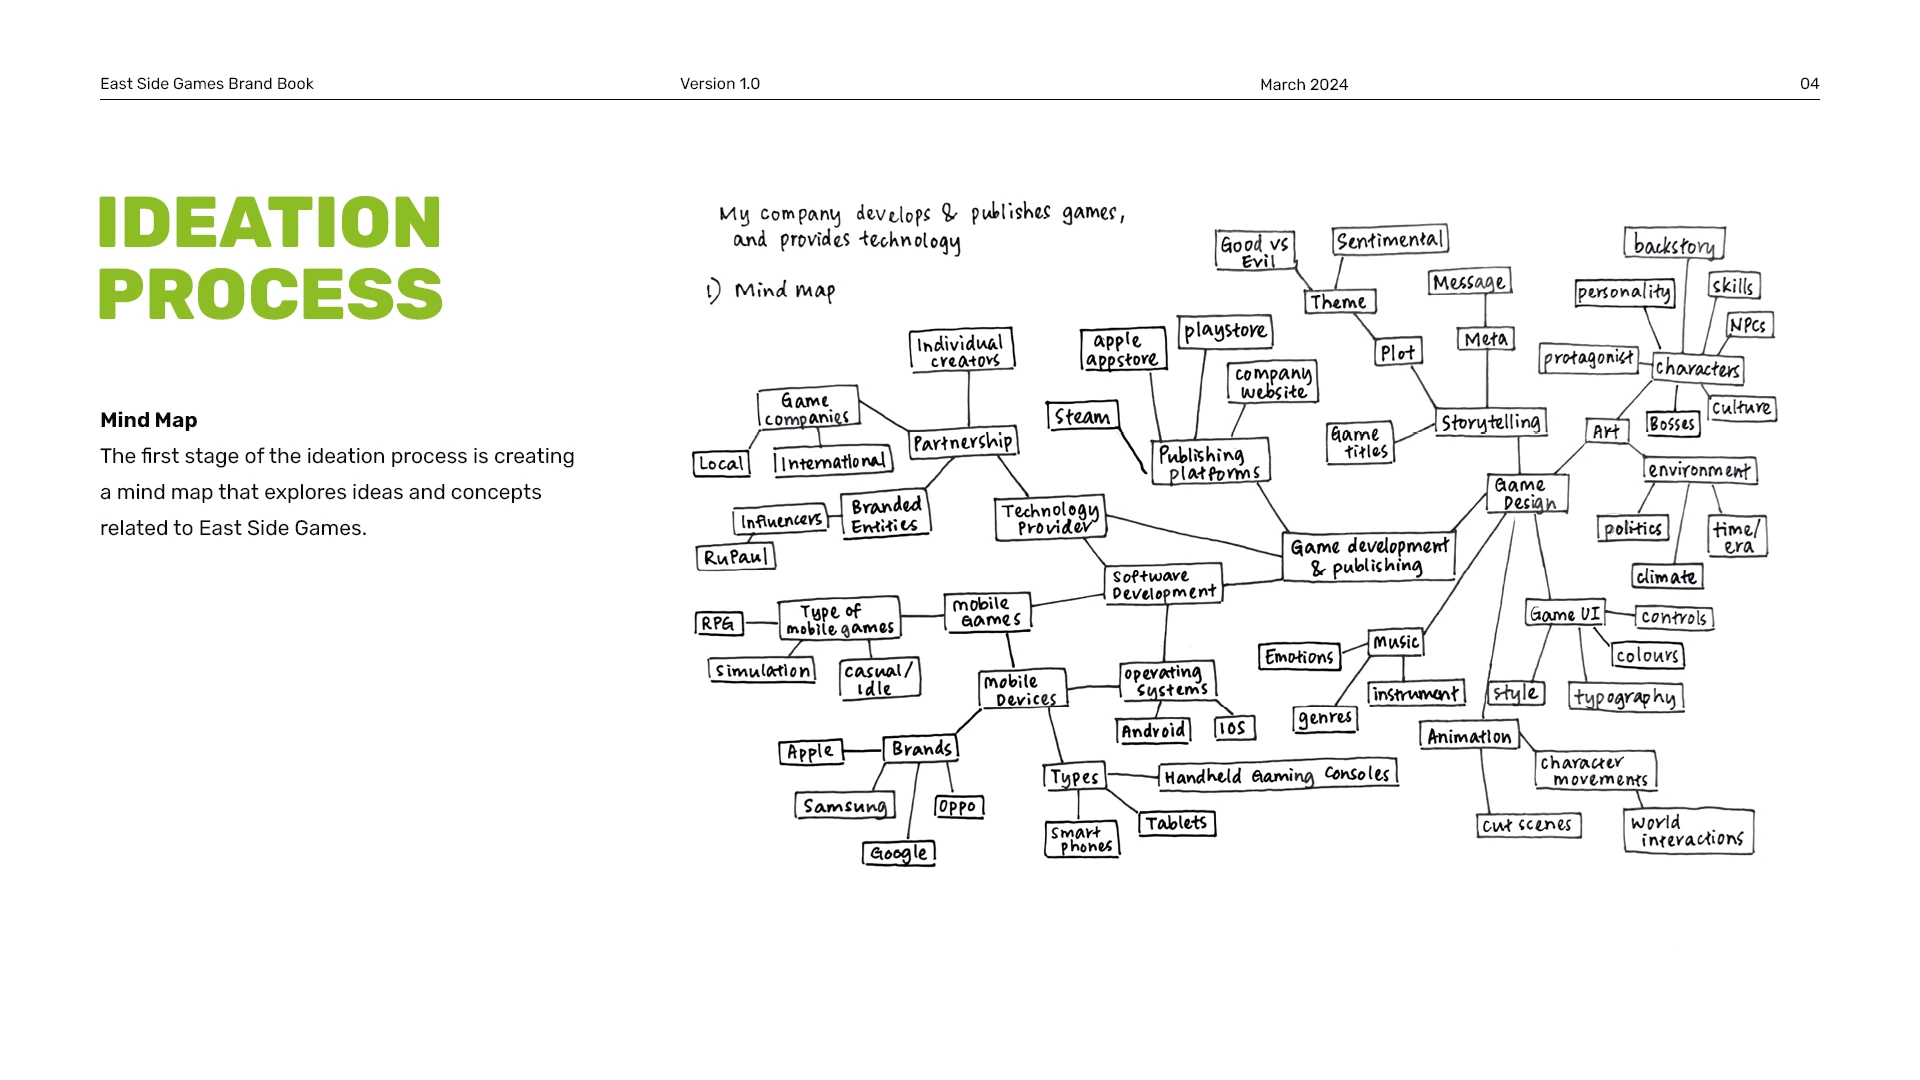 East Side Games Brand Book
Version 1.0
March 2024
04
IDEATION
PROCESS
Mind Map
The first stage of the ideation process is creating
a mind map that explores ideas and concepts
related to East Side Games.
My company develops & publishes games,
and provides technology
1) Mind map
Individual
creators
Game
companies
Local
International
Partnership
Influencers
Branded
Entities
RuPaul
Technology
Provider
apple
appstore
playstore
company
website
Steam
Publishing
platforms
Good vs
Evil
Sentimental
Theme
Message
Plot
Meta
Game
titles
Storytelling
backstory
personality
skills
NPCs
protagonist
characters
Bosses
culture
Art
environment
politics
time/
era
climate
Game
Design
Game development
& publishing
Software
Development
mobile
Games
Type of
mobile games
RPG
Simulation
casual/
Idle
mobile
Devices
operating
Systems
Android
IOS
Apple
Brands
Samsung
Oppo
Google
Types
Handheld Gaming Consoles
Smart
phones
Tablets
Music
Emotions
instrument
genres
Game UI
controls
colours
style
typography
Animation
character
movements
cut scenes
world
interactions